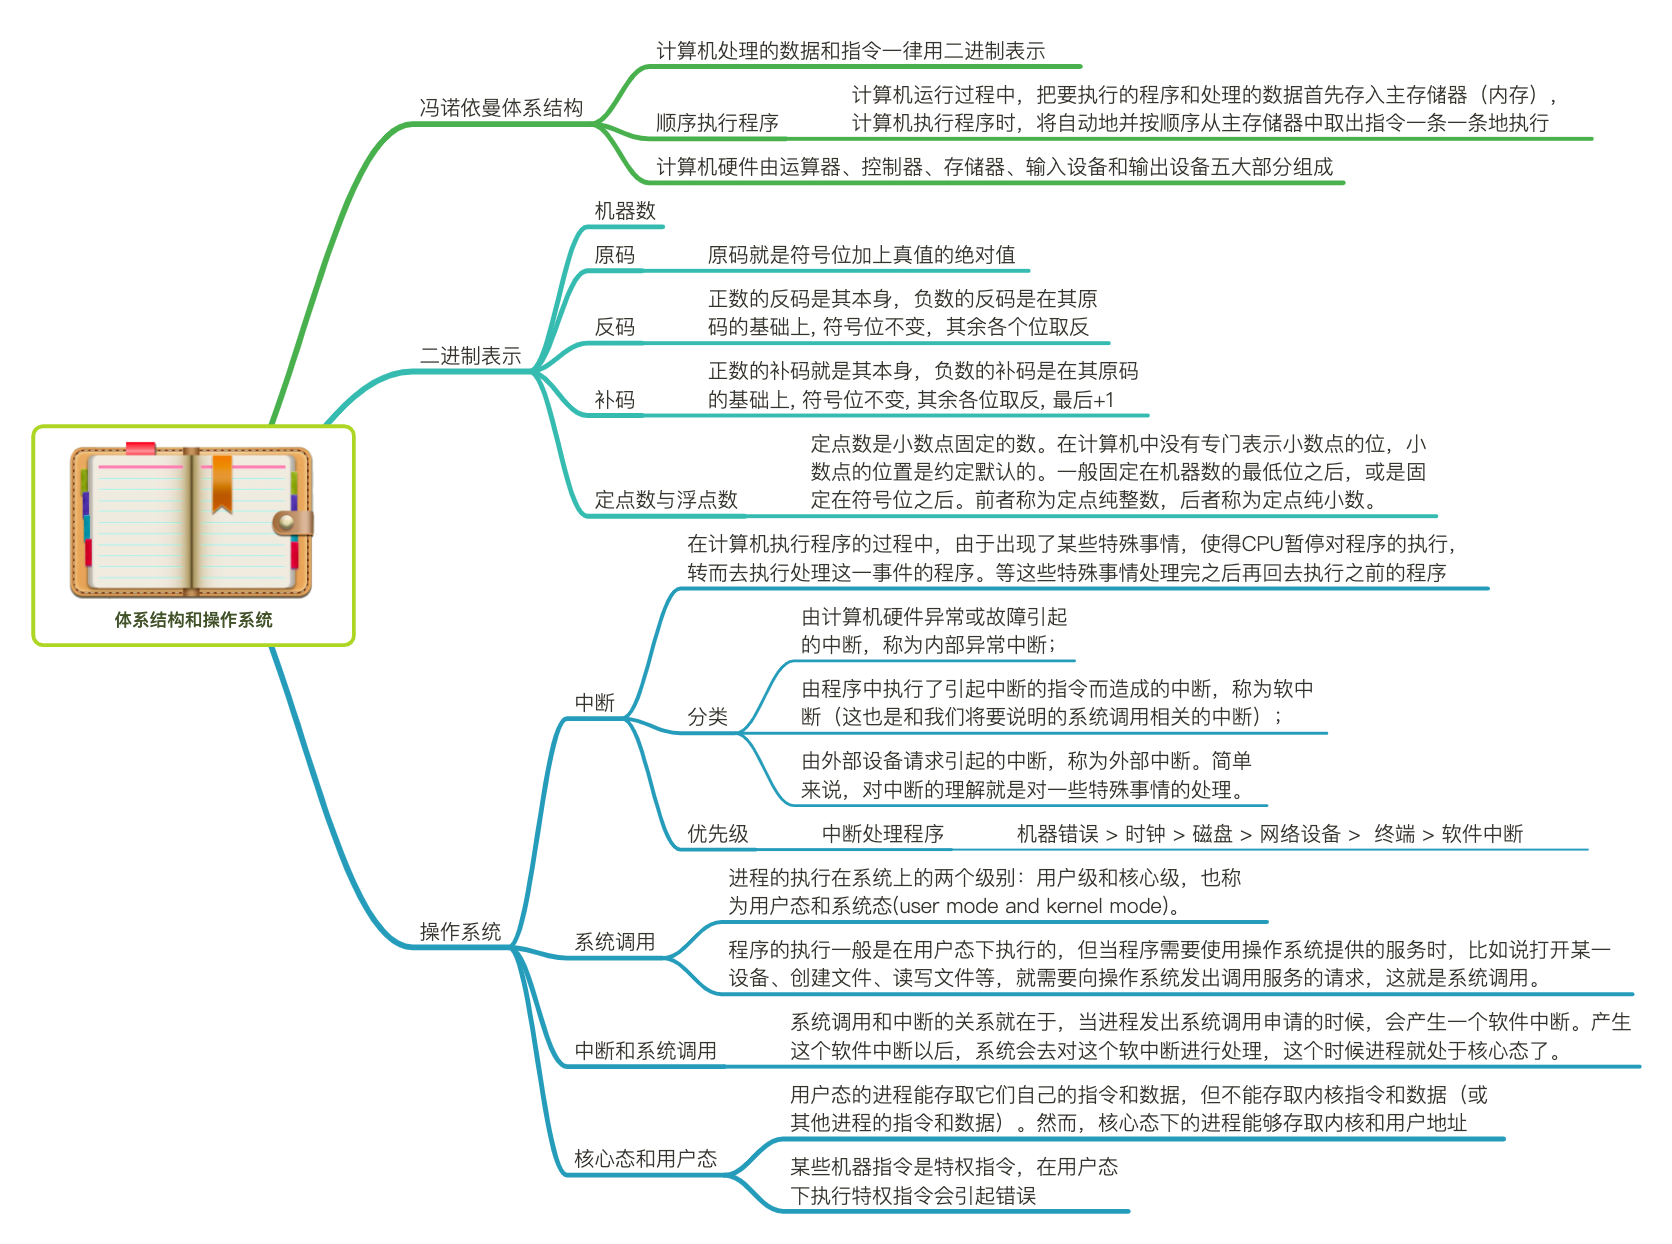 计算机处理的数据和指令一律用二进制表示
冯诺依曼体系结构
顺序执行程序
计算机运行过程中，把要执行的程序和处理的数据首先存入主存储器（内存），
计算机执行程序时，将自动地并按顺序从主存储器中取出指令一条一条地执行
计算机硬件由运算器、控制器、存储器、输入设备和输出设备五大部分组成
二进制表示
机器数
原码
原码就是符号位加上真值的绝对值
反码
正数的反码是其本身，负数的反码是在其原
码的基础上, 符号位不变，其余各个位取反
补码
正数的补码就是其本身，负数的补码是在其原码
的基础上, 符号位不变, 其余各位取反, 最后+1
定点数与浮点数
定点数是小数点固定的数。在计算机中没有专门表示小数点的位，小
数点的位置是约定默认的。一般固定在机器数的最低位之后，或是固
定在符号位之后。前者称为定点纯整数，后者称为定点纯小数。
体系结构和操作系统
操作系统
中断
在计算机执行程序的过程中，由于出现了某些特殊事情，使得CPU暂停对程序的执行，
转而去执行处理这一事件的程序。等这些特殊事情处理完之后再回去执行之前的程序
分类
由计算机硬件异常或故障引起
的中断，称为内部异常中断；
由程序中执行了引起中断的指令而造成的中断，称为软中
断（这也是和我们将要说明的系统调用相关的中断）；
由外部设备请求引起的中断，称为外部中断。简单
来说，对中断的理解就是对一些特殊事情的处理。
优先级
中断处理程序
机器错误 > 时钟 > 磁盘 > 网络设备 >  终端 > 软件中断
系统调用
进程的执行在系统上的两个级别：用户级和核心级，也称
为用户态和系统态(user mode and kernel mode)。
程序的执行一般是在用户态下执行的，但当程序需要使用操作系统提供的服务时，比如说打开某一
设备、创建文件、读写文件等，就需要向操作系统发出调用服务的请求，这就是系统调用。
中断和系统调用
系统调用和中断的关系就在于，当进程发出系统调用申请的时候，会产生一个软件中断。产生
这个软件中断以后，系统会去对这个软中断进行处理，这个时候进程就处于核心态了。
核心态和用户态
用户态的进程能存取它们自己的指令和数据，但不能存取内核指令和数据（或
其他进程的指令和数据）。然而，核心态下的进程能够存取内核和用户地址
某些机器指令是特权指令，在用户态
下执行特权指令会引起错误